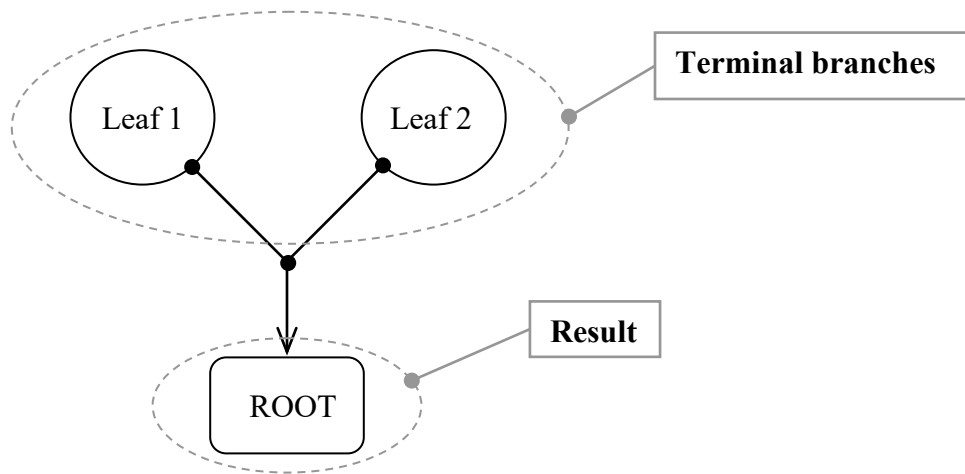 Leaf 1
Leaf 2
Terminal branches
Result
ROOT